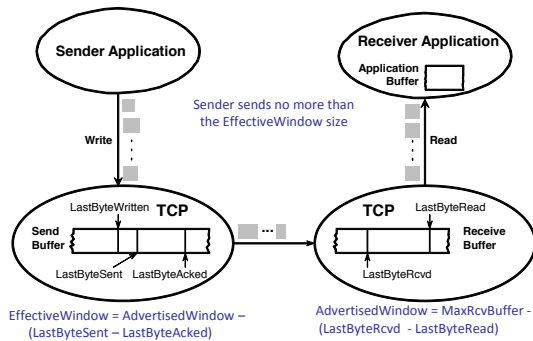 Sender Application
Receiver Application
Application
Buffer
Sender sends no more than
the EffectiveWindow size
Write
Read
LastByteWritten
TCP
Send
Buffer
LastByteSent
LastByteAcked
TCP
LastByteRead
Receive
Buffer
LastByteRcvd
EffectiveWindow = AdvertisedWindow –
(LastByteSent – LastByteAcked)
AdvertisedWindow = MaxRcvBuffer -
(LastByteRcvd - LastByteRead)